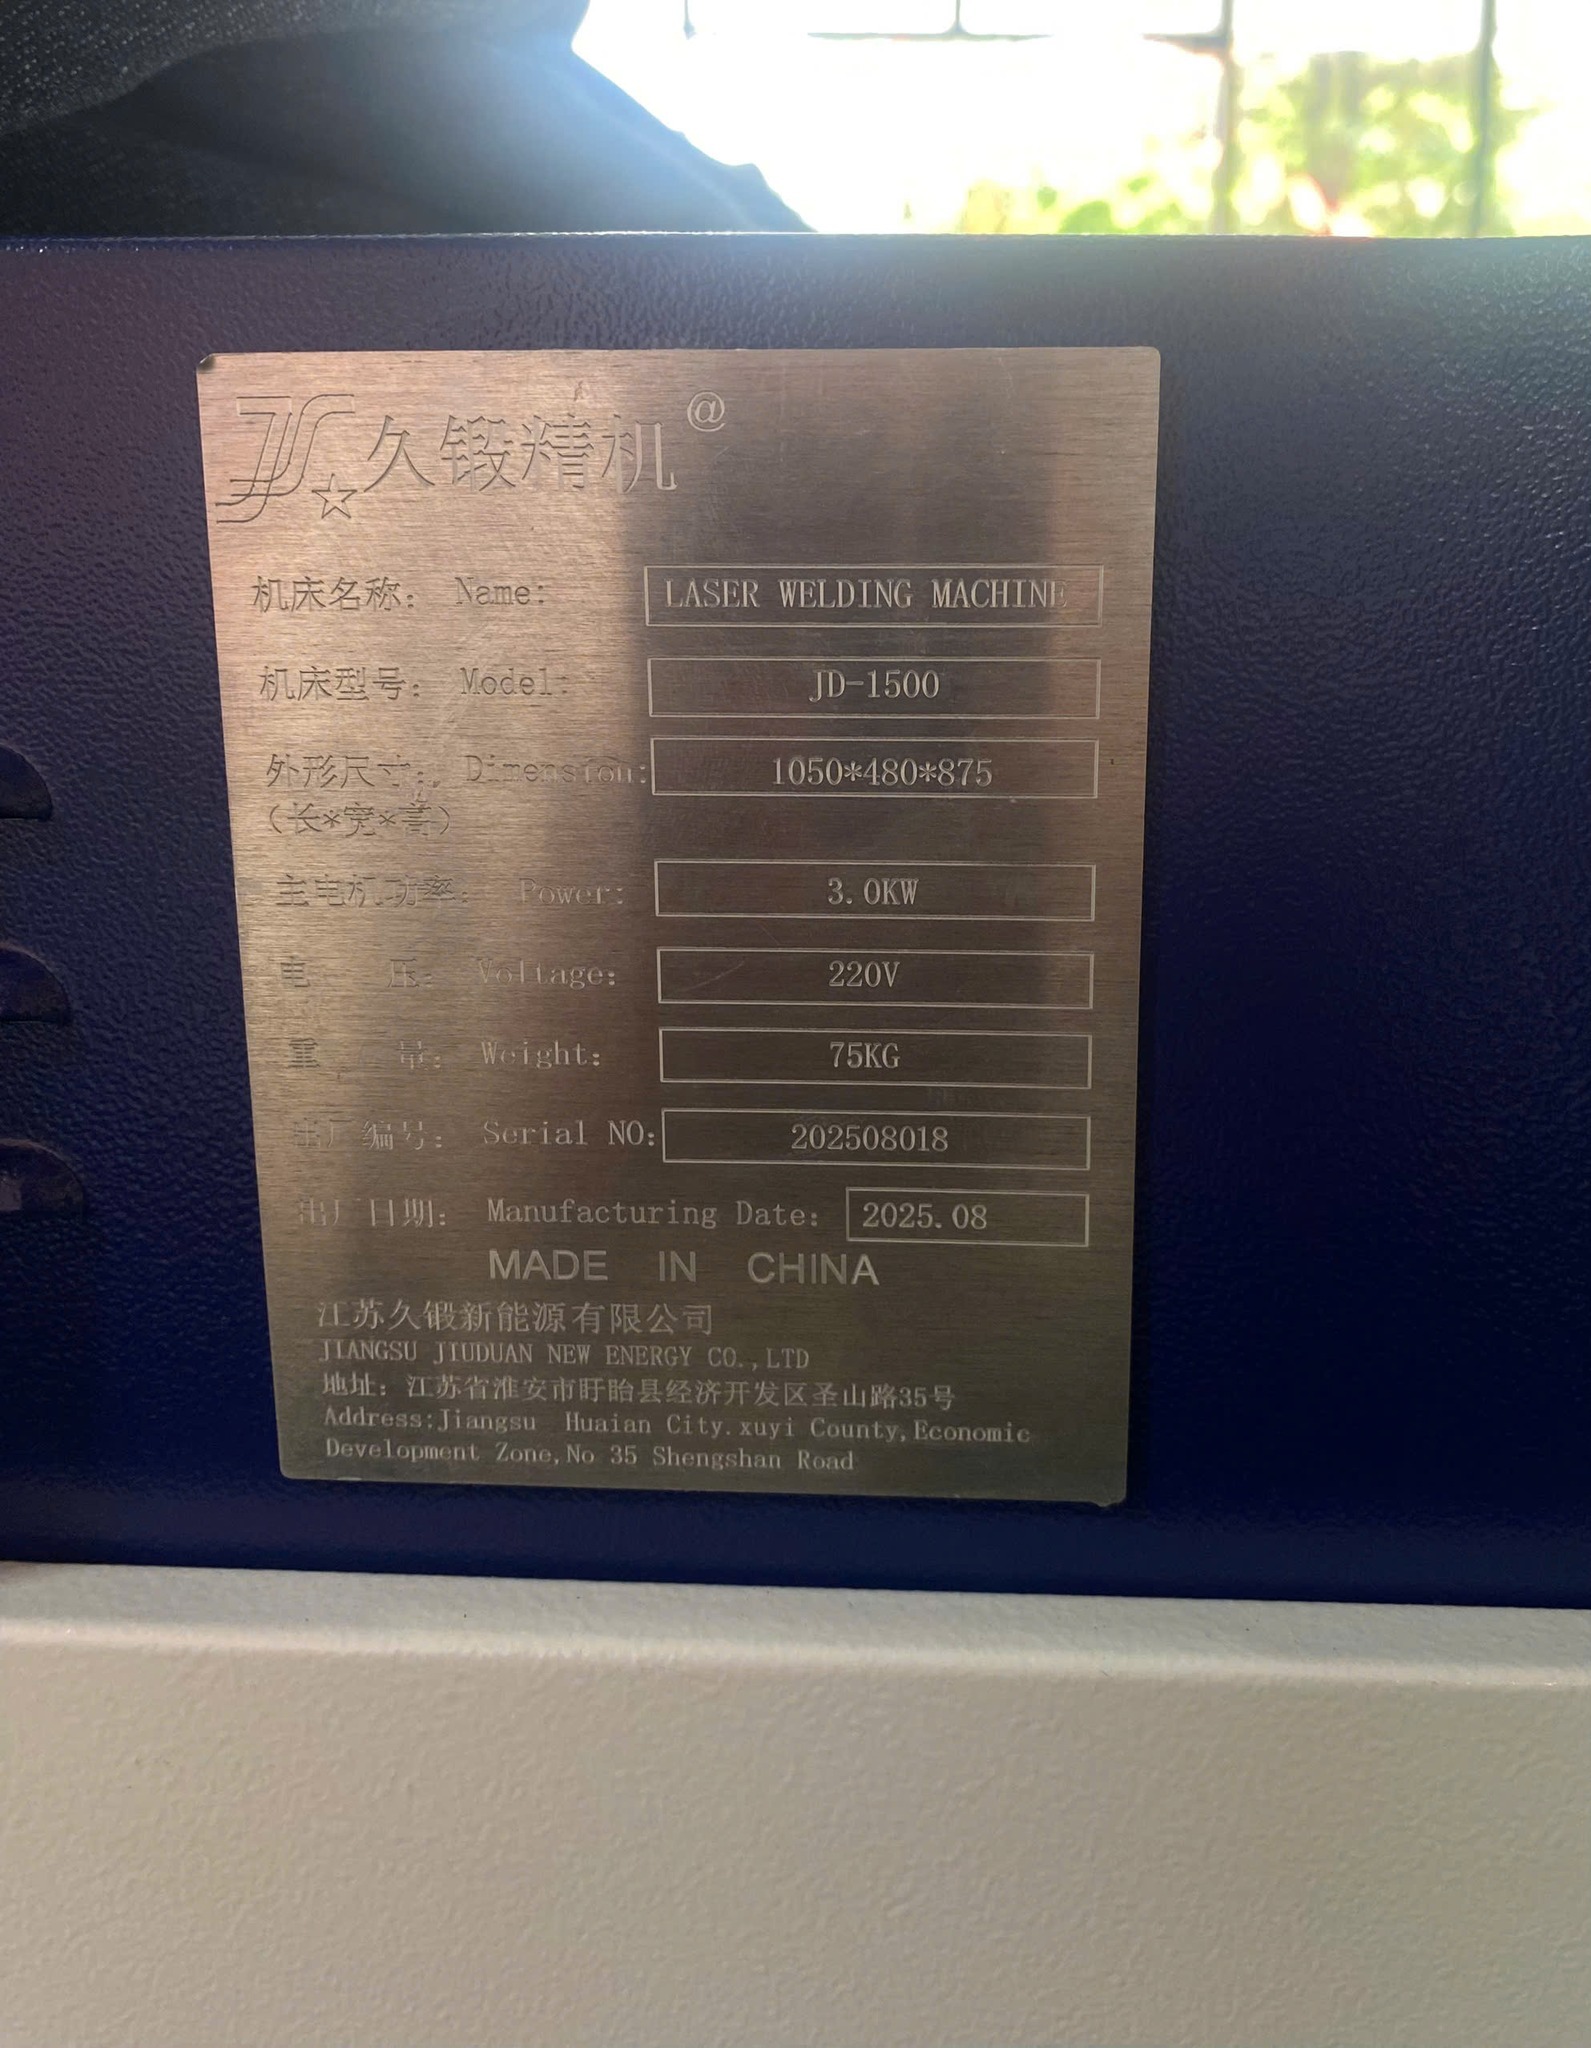 久锻精机@
机床名称: Name: LASER WELDING MACHINE
机床型号: Model: JD-1500
外形尺寸: Dimension: 1050*480*875
(长*宽*高)
主电机功率: Power: 3.0KW
电 压: Voltage: 220V
重 量: Weight: 75KG
出厂编号: Serial NO: 202508018
出厂日期: Manufacturing Date: 2025.08
MADE IN CHINA
江苏久锻新能源有限公司
JIANGSU JIUDUAN NEW ENERGY CO.,LTD
地址: 江苏省淮安市盱眙县经济开发区圣山路35号
Address:Jiangsu Huaian City.xuyi County,Economic
Development Zone,No 35 Shengshan Road